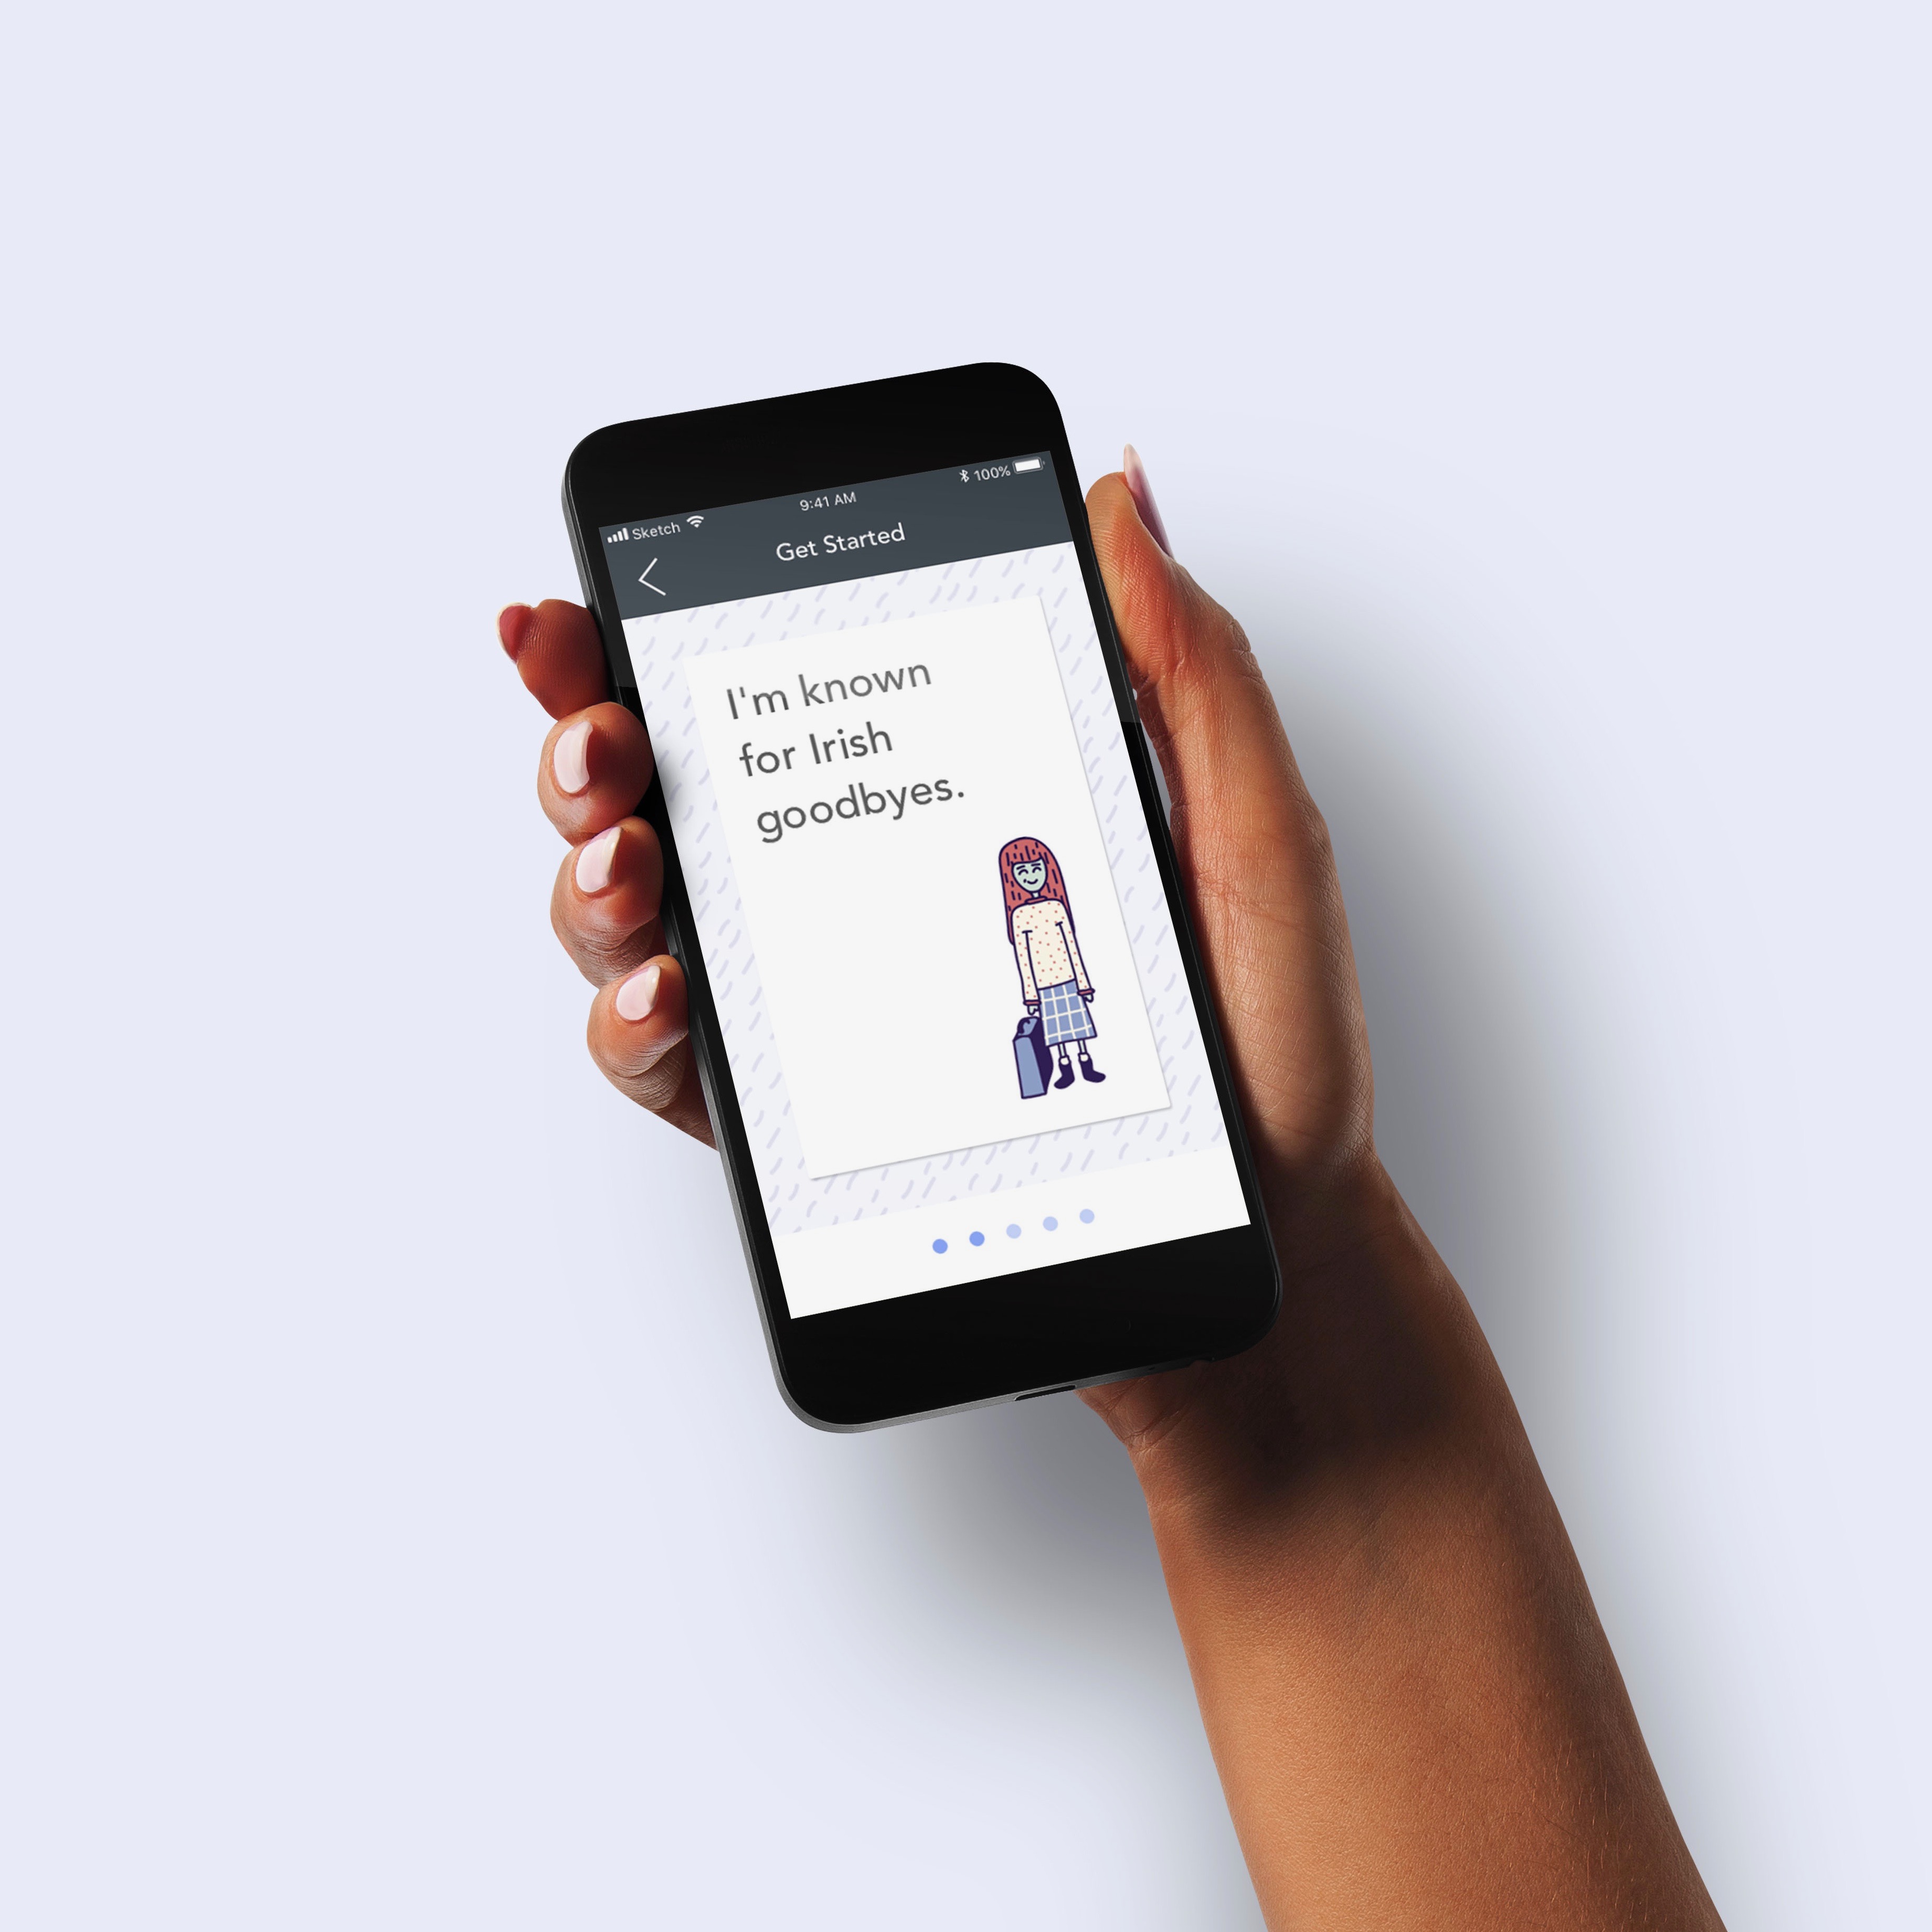 Sketch 9:41 AM 100%
Get Started
I'm known
for Irish
goodbyes.